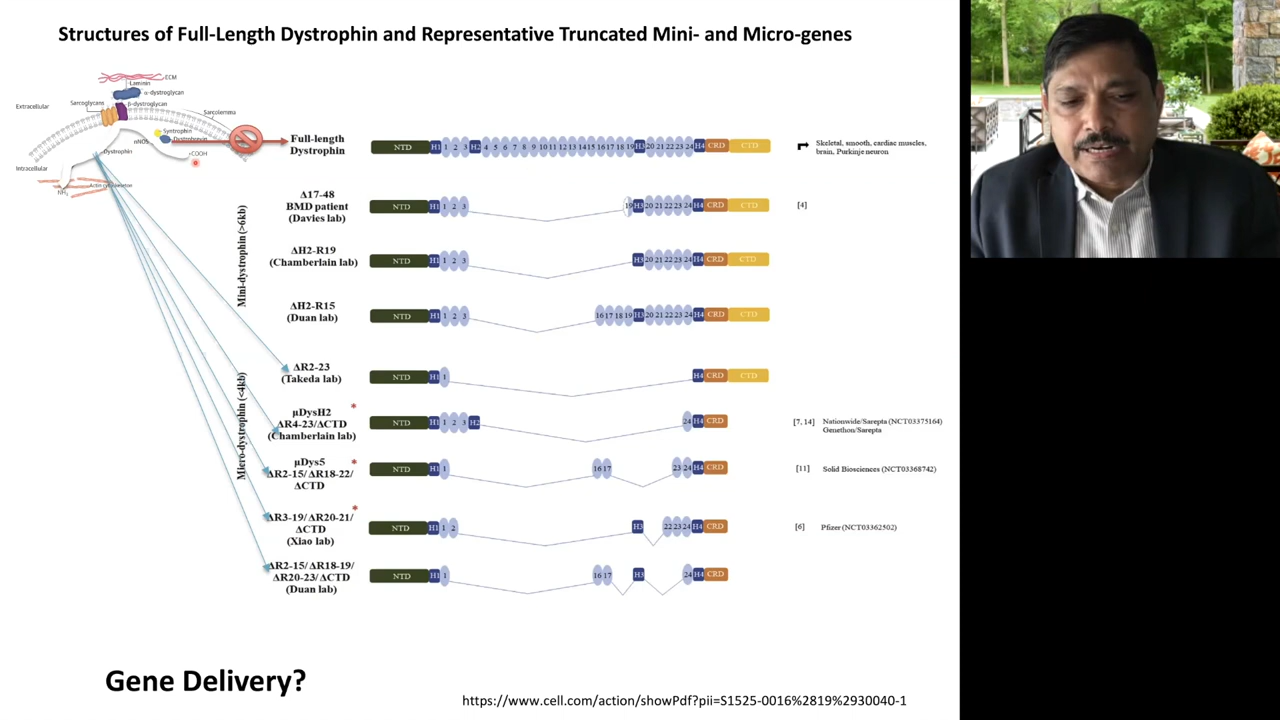 Structures of Full-Length Dystrophin and Representative Truncated Mini- and Micro-genes
ECM
Laminin
α-dystroglycan
β-dystroglycan
Sarcoglycans
Extracellular
Sarcolemma
Syntrophin
Dystrobrevin
nNOS
Dystrophin
COOH
Intracellular
Actin cytoskeleton
NH₂
Full-length
Dystrophin
NTD H1 1 2 3 H2 4 5 6 7 8 9 10 11 12 13 14 15 16 17 18 19 H3 20 21 22 23 24 H4 CRD CTD
Skeletal, smooth, cardiac muscles,
brain, Purkinje neuron
Mini-dystrophin (>6kb)
Δ17-48
BMD patient
(Davies lab)
NTD H1 1 2 3 19 H3 20 21 22 23 24 H4 CRD CTD
[4]
ΔH2-R19
(Chamberlain lab)
NTD H1 1 2 3 H3 20 21 22 23 24 H4 CRD CTD
ΔH2-R15
(Duan lab)
NTD H1 1 2 3 16 17 18 19 H3 20 21 22 23 24 H4 CRD CTD
Micro-dystrophin (<4kb)
ΔR2-23
(Takeda lab)
NTD H1 1 H4 CRD CTD
µDysH2 *
ΔR4-23/ΔCTD
(Chamberlain lab)
NTD H1 1 2 3 H2 24 H4 CRD
[7, 14] Nationwide/Sarepta (NCT03375164)
Genethon/Sarepta
µDys5 *
ΔR2-15/ΔR18-22/
ΔCTD
NTD H1 1 16 17 23 24 H4 CRD
[11] Solid Biosciences (NCT03368742)
*
ΔR3-19/ΔR20-21/
ΔCTD
(Xiao lab)
NTD H1 1 2 H3 22 23 24 H4 CRD
[6] Pfizer (NCT03362502)
ΔR2-15/ΔR18-19/
ΔR20-23/ΔCTD
(Duan lab)
NTD H1 1 16 17 H3 24 H4 CRD
Gene Delivery?
https://www.cell.com/action/showPdf?pii=S1525-0016%2819%2930040-1